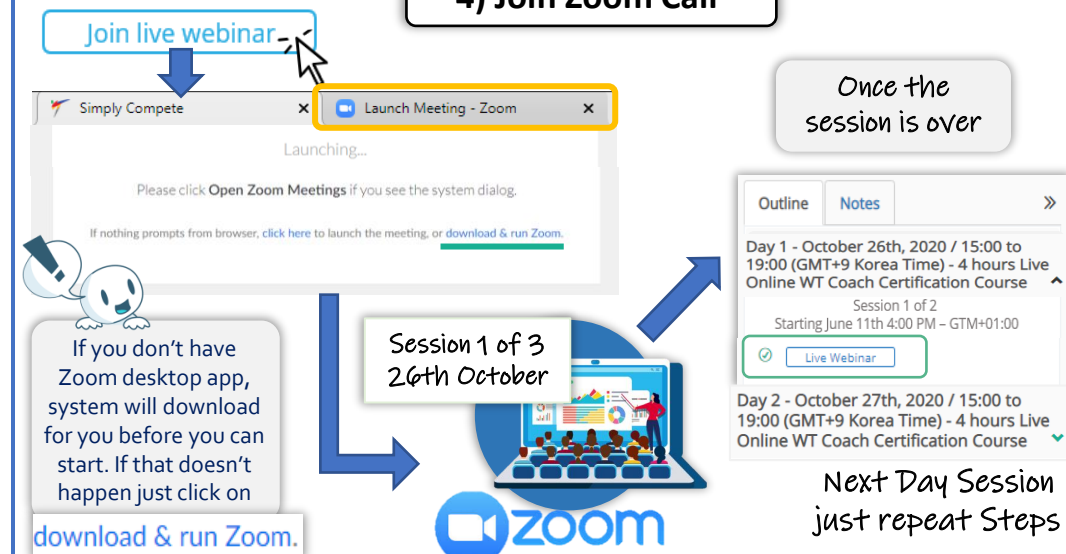 4) Join Zoom Call
Join live webinar
Simply Compete
Launch Meeting - Zoom
Launching...
Please click Open Zoom Meetings if you see the system dialog.
If nothing prompts from browser, click here to launch the meeting, or download & run Zoom.
If you don't have
Zoom desktop app,
system will download
for you before you can
start. If that doesn't
happen just click on
download & run Zoom.
Session 1 of 3
26th October
zoom
Once the
session is over
Outline
Notes
Day 1 - October 26th, 2020 / 15:00 to
19:00 (GMT+9 Korea Time) - 4 hours Live
Online WT Coach Certification Course
Session 1 of 2
Starting June 11th 4:00 PM – GTM+01:00
Live Webinar
Day 2 - October 27th, 2020 / 15:00 to
19:00 (GMT+9 Korea Time) - 4 hours Live
Online WT Coach Certification Course
Next Day Session
just repeat Steps